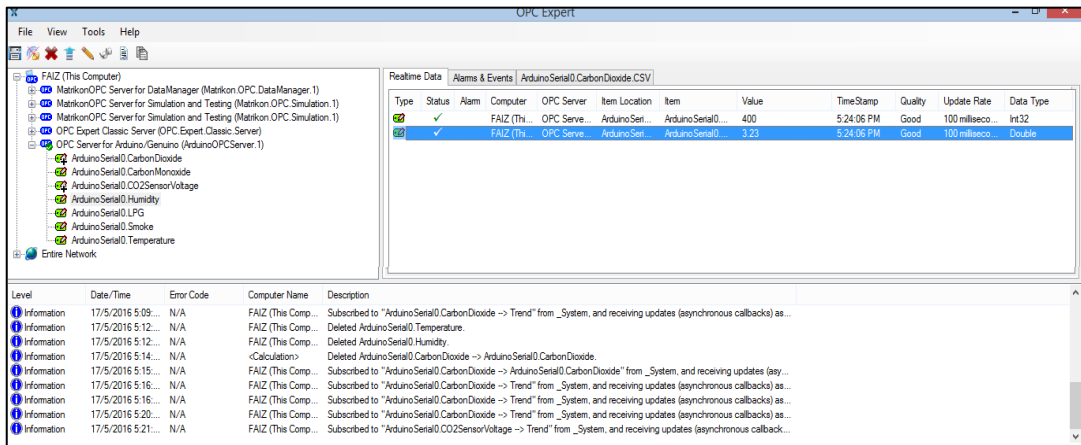 OPC Expert
File View Tools Help
FAIZ (This Computer)
MatrikonOPC Server for DataManager (Matrikon.OPC.DataManager.1)
MatrikonOPC Server for Simulation and Testing (Matrikon.OPC.Simulation.1)
MatrikonOPC Server for Simulation and Testing (Matrikon.OPC.Simulation.1)
OPC Expert Classic Server (OPC.Expert.Classic.Server)
OPC Server for Arduino/Genuino (ArduinoOPCServer.1)
ArduinoSerial0.CarbonDioxide
ArduinoSerial0.CarbonMonoxide
ArduinoSerial0.CO2SensorVoltage
ArduinoSerial0.Humidity
ArduinoSerial0.LPG
ArduinoSerial0.Smoke
ArduinoSerial0.Temperature
Entire Network
Realtime Data Alarms & Events ArduinoSerial0.CarbonDioxide.CSV
Type Status Alarm Computer OPC Server Item Location Item Value TimeStamp Quality Update Rate Data Type
FAIZ (Thi... OPC Serve... ArduinoSeri... ArduinoSerial0.... 400 5:24:06 PM Good 100 milliseco... Int32
FAIZ (Thi... OPC Serve... ArduinoSeri... ArduinoSerial0.... 3.23 5:24:06 PM Good 100 milliseco... Double
Level Date/Time Error Code Computer Name Description
Information 17/5/2016 5:09:... N/A FAIZ (This Comp... Subscribed to "ArduinoSerial0.CarbonDioxide --> Trend" from _System, and receiving updates (asynchronous callbacks) as...
Information 17/5/2016 5:12:... N/A FAIZ (This Comp... Deleted ArduinoSerial0.Temperature.
Information 17/5/2016 5:12:... N/A FAIZ (This Comp... Deleted ArduinoSerial0.Humidity.
Information 17/5/2016 5:14:... N/A <Calculation> Deleted ArduinoSerial0.CarbonDioxide --> ArduinoSerial0.CarbonDioxide.
Information 17/5/2016 5:15:... N/A FAIZ (This Comp... Subscribed to "ArduinoSerial0.CarbonDioxide --> ArduinoSerial0.CarbonDioxide" from _System, and receiving updates (asy...
Information 17/5/2016 5:16:... N/A FAIZ (This Comp... Subscribed to "ArduinoSerial0.CarbonDioxide --> Trend" from _System, and receiving updates (asynchronous callbacks) as...
Information 17/5/2016 5:16:... N/A FAIZ (This Comp... Subscribed to "ArduinoSerial0.CarbonDioxide --> Trend" from _System, and receiving updates (asynchronous callbacks) as...
Information 17/5/2016 5:20:... N/A FAIZ (This Comp... Subscribed to "ArduinoSerial0.CarbonDioxide --> Trend" from _System, and receiving updates (asynchronous callbacks) as...
Information 17/5/2016 5:21:... N/A FAIZ (This Comp... Subscribed to "ArduinoSerial0.CO2SensorVoltage --> Trend" from _System, and receiving updates (asynchronous callback...